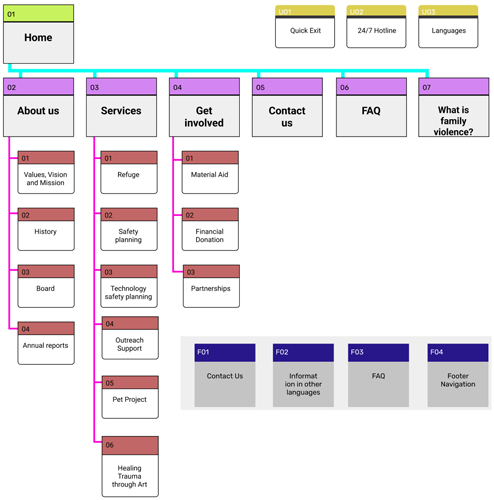 01
Home
U01
Quick Exit
U02
24/7 Hotline
U03
Languages
02
About us
03
Services
04
Get
involved
05
Contact
us
06
FAQ
07
What is
family
violence?
01
Values, Vision
and Mission
02
History
03
Board
04
Annual reports
01
Refuge
02
Safety
planning
03
Technology
safety planning
04
Outreach
Support
05
Pet Project
06
Healing
Trauma
through Art
01
Material Aid
02
Financial
Donation
03
Partnerships
F01
Contact Us
F02
Informat
ion in other
languages
F03
FAQ
F04
Footer
Navigation